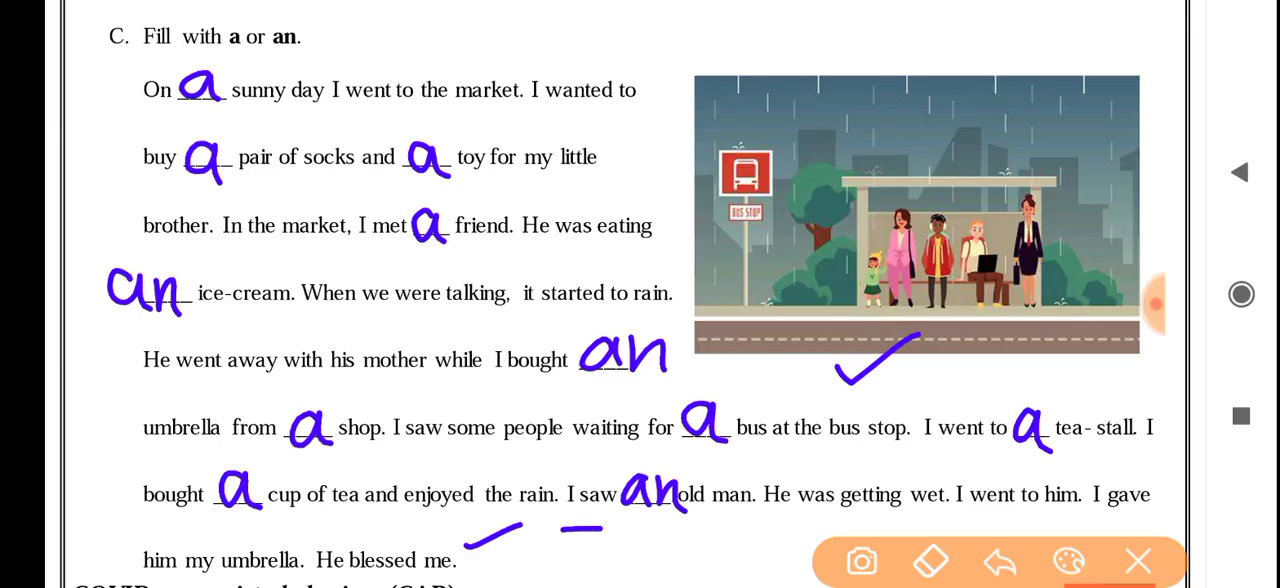 C. Fill with a or an.
On a sunny day I went to the market. I wanted to
buy a pair of socks and a toy for my little
brother. In the market, I met a friend. He was eating
an ice-cream. When we were talking, it started to rain.
He went away with his mother while I bought an
umbrella from a shop. I saw some people waiting for a bus at the bus stop. I went to a tea- stall. I
bought a cup of tea and enjoyed the rain. I saw an old man. He was getting wet. I went to him. I gave
him my umbrella. He blessed me.
BUS STOP